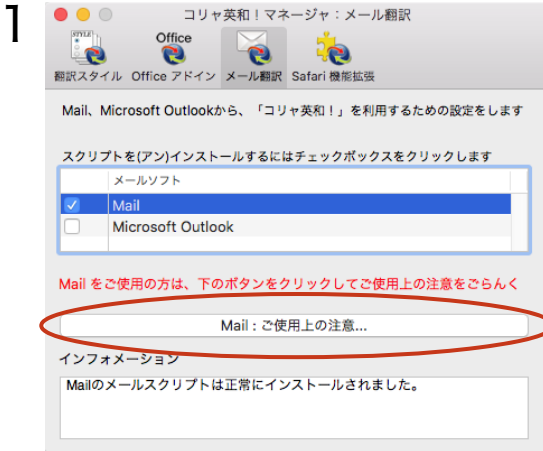 1
コリャ英和！マネージャ：メール翻訳
STYLE
Office
翻訳スタイル Office アドイン メール翻訳 Safari 機能拡張
Mail、Microsoft Outlookから、「コリャ英和！」を利用するための設定をします
スクリプトを(アン)インストールするにはチェックボックスをクリックします
メールソフト
Mail
Microsoft Outlook
Mail をご使用の方は、下のボタンをクリックしてご使用上の注意をごらんく
Mail : ご使用上の注意...
インフォメーション
Mailのメールスクリプトは正常にインストールされました。